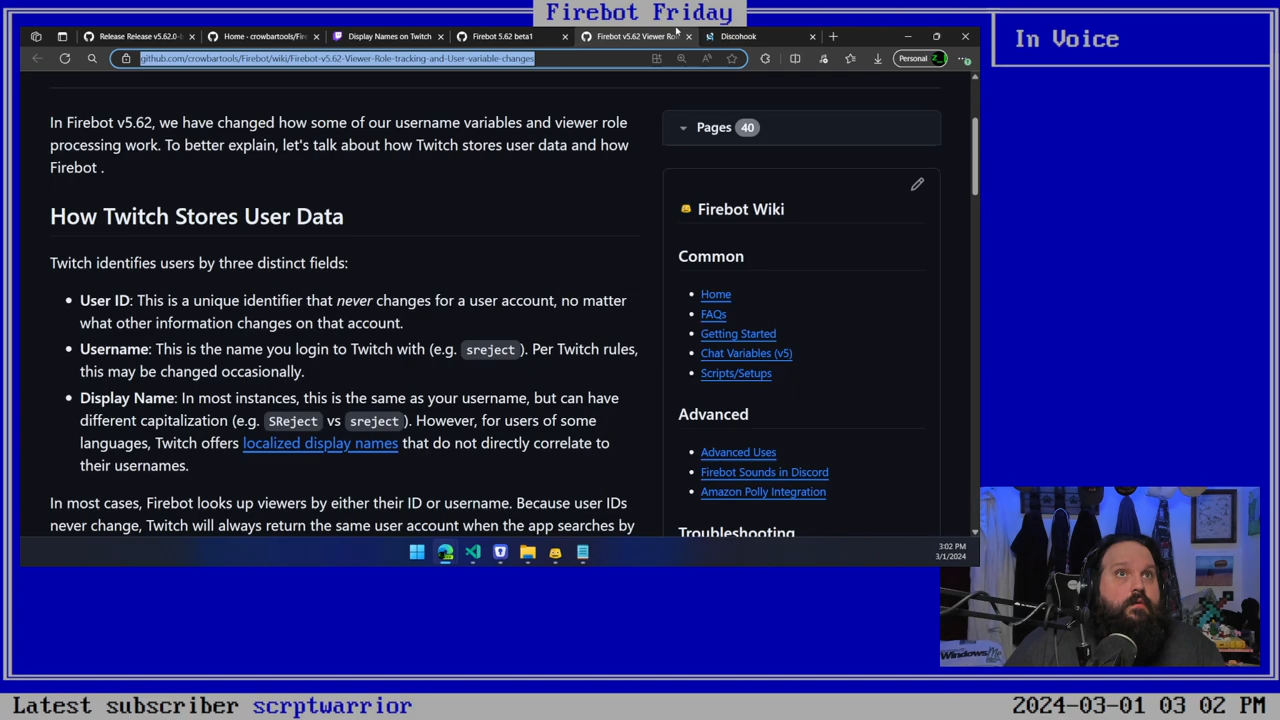 Firebot Friday
Release Release v5.62.0-b
Home · crowbartools/Fire
Display Names on Twitch
Firebot 5.62 beta1
Firebot v5.62 Viewer Rol
Discohook
github.com/crowbartools/Firebot/wiki/Firebot-v5.62-Viewer-Role-tracking-and-User-variable-changes
Personal
In Voice
In Firebot v5.62, we have changed how some of our username variables and viewer role
processing work. To better explain, let's talk about how Twitch stores user data and how
Firebot .
How Twitch Stores User Data
Twitch identifies users by three distinct fields:
User ID: This is a unique identifier that never changes for a user account, no matter
what other information changes on that account.
Username: This is the name you login to Twitch with (e.g. sreject ). Per Twitch rules,
this may be changed occasionally.
Display Name: In most instances, this is the same as your username, but can have
different capitalization (e.g. SReject vs sreject ). However, for users of some
languages, Twitch offers localized display names that do not directly correlate to
their usernames.
In most cases, Firebot looks up viewers by either their ID or username. Because user IDs
never change, Twitch will always return the same user account when the app searches by
Pages 40
Firebot Wiki
Common
Home
FAQs
Getting Started
Chat Variables (v5)
Scripts/Setups
Advanced
Advanced Uses
Firebot Sounds in Discord
Amazon Polly Integration
Troubleshooting
3:02 PM
3/1/2024
Windows Me
Latest subscriber scrptwarrior
2024-03-01 03 02 PM